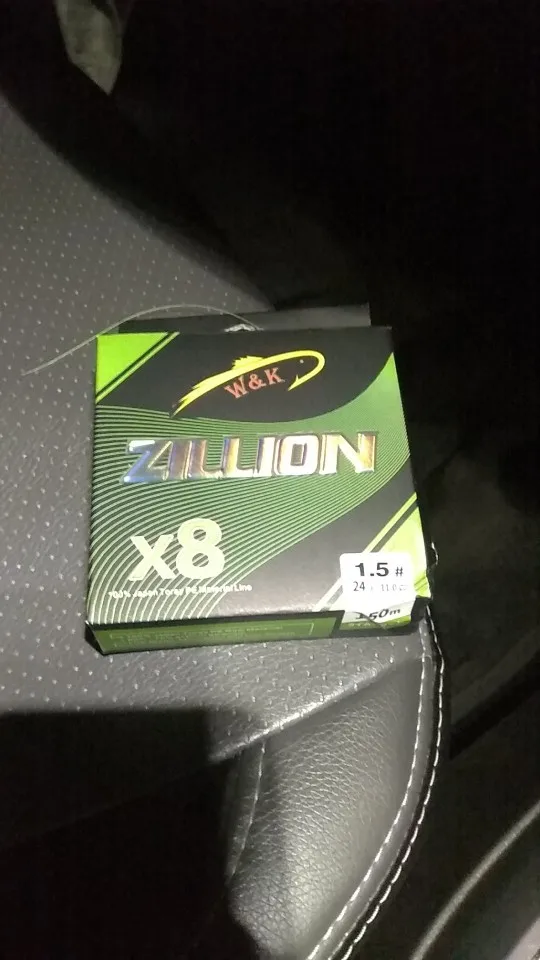 W&K
ZILLION
x8
100% Japan Toray PE Material Line
1.5 #
150m